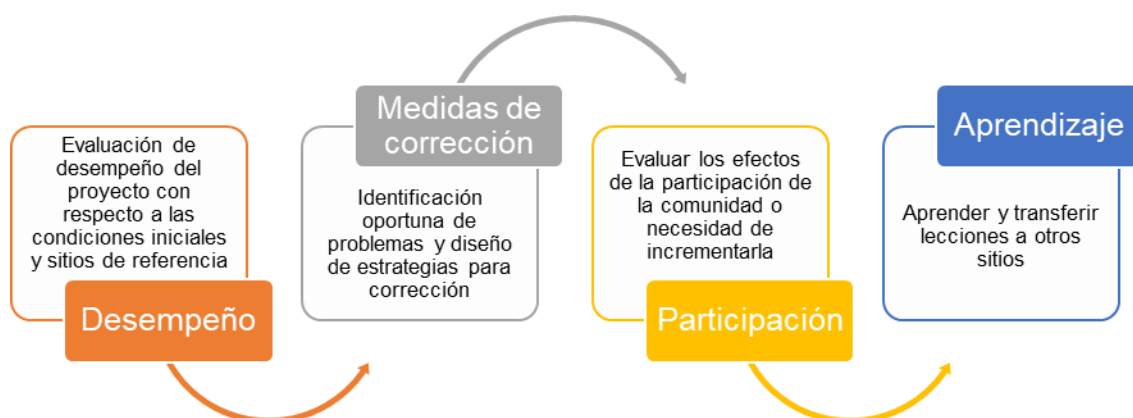 Evaluación de
desempeño del
proyecto con
respecto a las
condiciones iniciales
y sitios de referencia
Desempeño
Medidas de
corrección
Identificación
oportuna de
problemas y diseño
de estrategias para
corrección
Evaluar los efectos
de la participación de
la comunidad o
necesidad de
incrementarla
Participación
Aprendizaje
Aprender y transferir
lecciones a otros
sitios